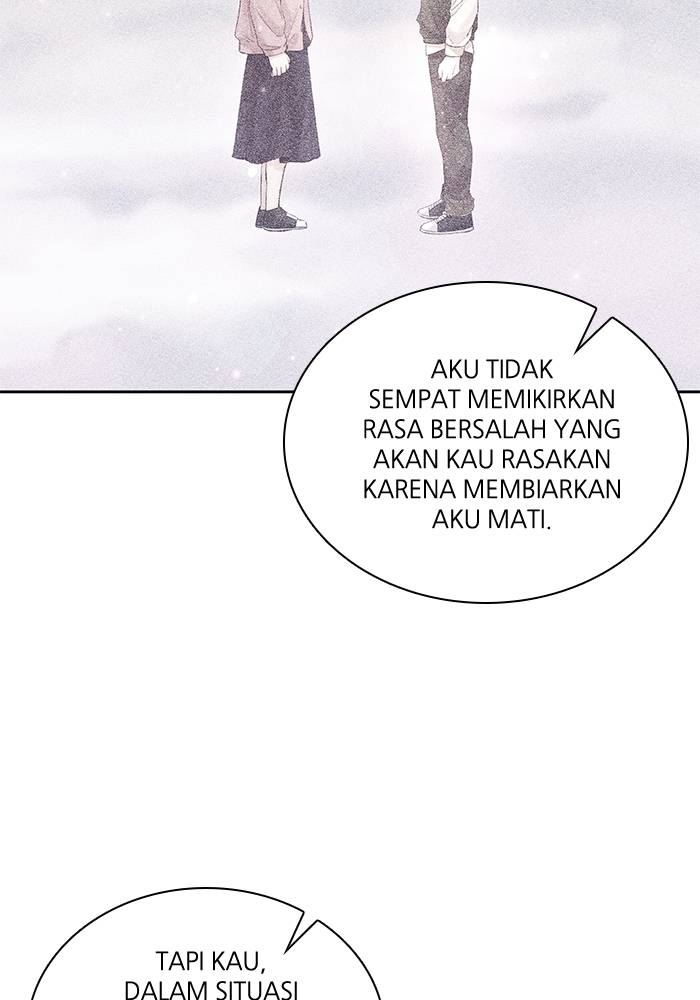 AKU TIDAK
SEMPAT MEMIKIRKAN
RASA BERSALAH YANG
AKAN KAU RASAKAN
KARENA MEMBIARKAN
AKU MATI.
TAPI KAU,
DALAM SITUASI